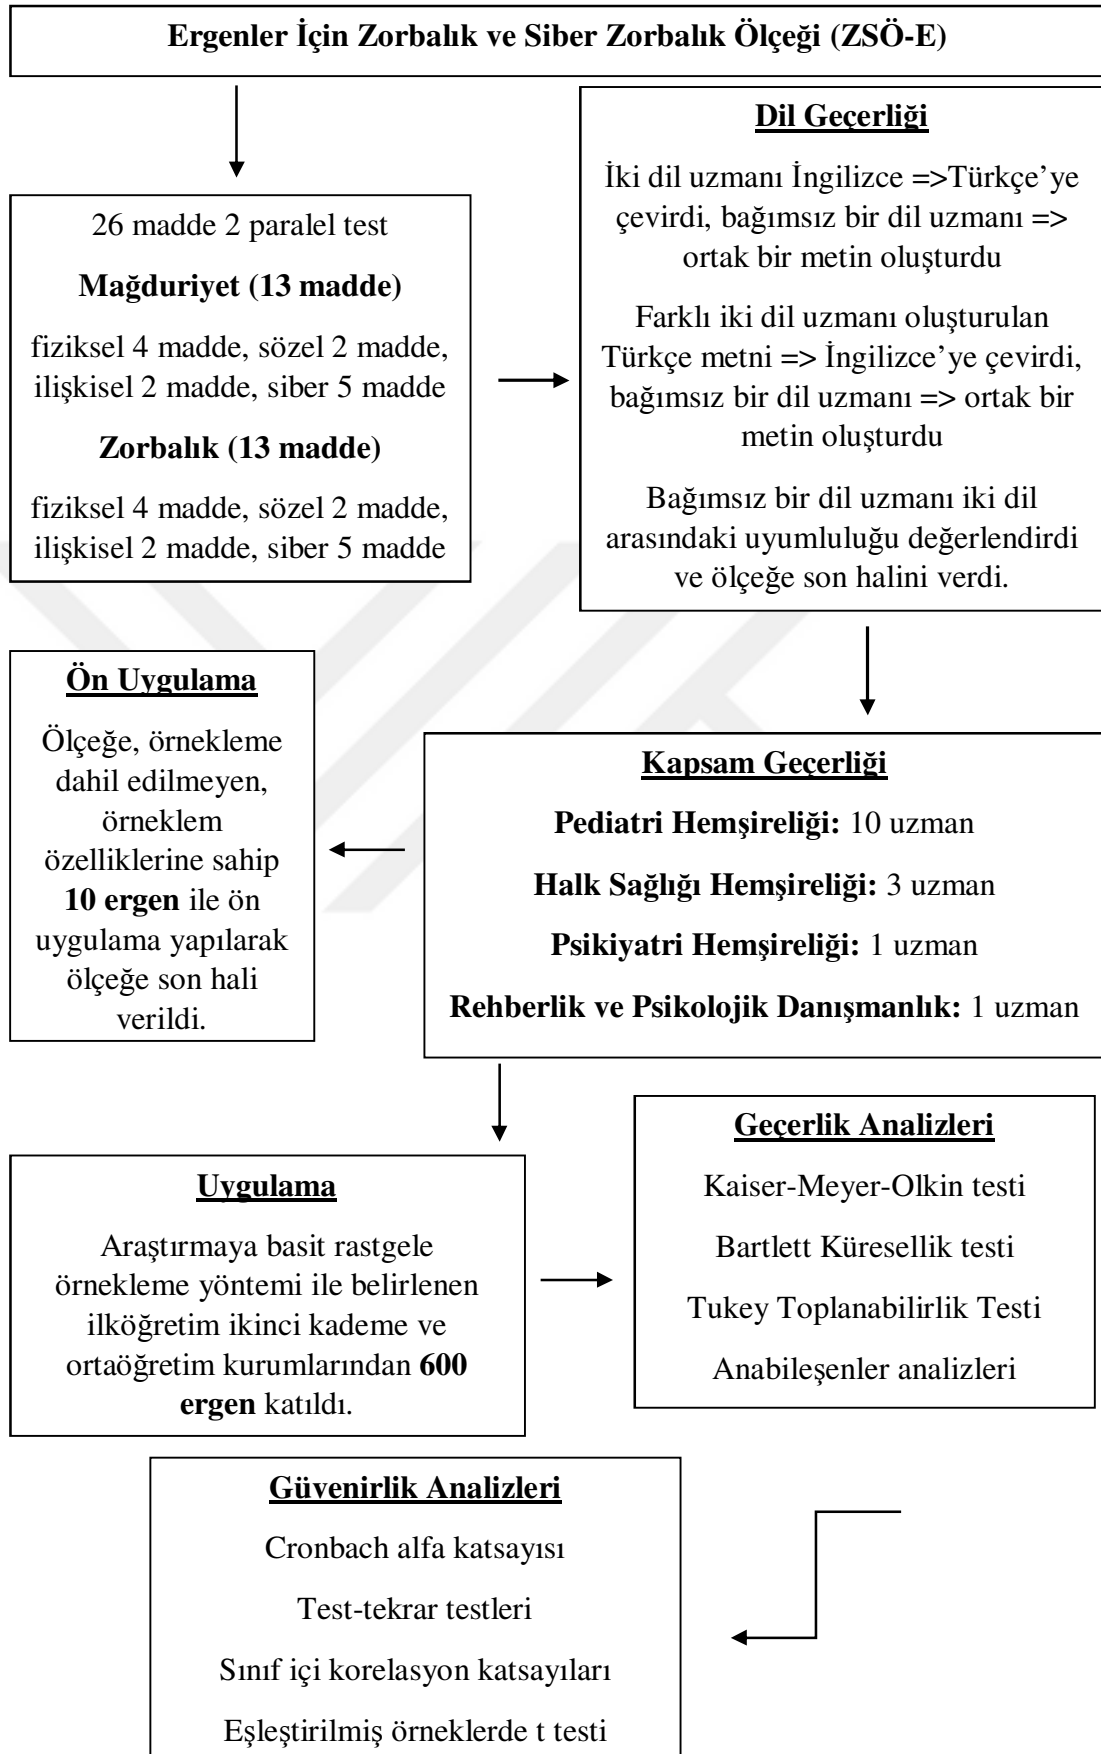 Ergenler İçin Zorbalık ve Siber Zorbalık Ölçeği (ZSÖ-E)
26 madde 2 paralel test
Mağduriyet (13 madde)
fiziksel 4 madde, sözel 2 madde,
ilişkisel 2 madde, siber 5 madde
Zorbalık (13 madde)
fiziksel 4 madde, sözel 2 madde,
ilişkisel 2 madde, siber 5 madde
Dil Geçerliği
İki dil uzmanı İngilizce =>Türkçe’ye
çevirdi, bağımsız bir dil uzmanı =>
ortak bir metin oluşturdu
Farklı iki dil uzmanı oluşturulan
Türkçe metni => İngilizce’ye çevirdi,
bağımsız bir dil uzmanı => ortak bir
metin oluşturdu
Bağımsız bir dil uzmanı iki dil
arasındaki uyumluluğu değerlendirdi
ve ölçeğe son halini verdi.
Kapsam Geçerliği
Pediatri Hemşireliği: 10 uzman
Halk Sağlığı Hemşireliği: 3 uzman
Psikiyatri Hemşireliği: 1 uzman
Rehberlik ve Psikolojik Danışmanlık: 1 uzman
Ön Uygulama
Ölçeğe, örnekleme
dahil edilmeyen,
örneklem
özelliklerine sahip
10 ergen ile ön
uygulama yapılarak
ölçeğe son hali
verildi.
Uygulama
Araştırmaya basit rastgele
örnekleme yöntemi ile belirlenen
ilköğretim ikinci kademe ve
ortaöğretim kurumlarından 600
ergen katıldı.
Geçerlik Analizleri
Kaiser-Meyer-Olkin testi
Bartlett Küresellik testi
Tukey Toplanabilirlik Testi
Anabileşenler analizleri
Güvenirlik Analizleri
Cronbach alfa katsayısı
Test-tekrar testleri
Sınıf içi korelasyon katsayıları
Eşleştirilmiş örneklerde t testi